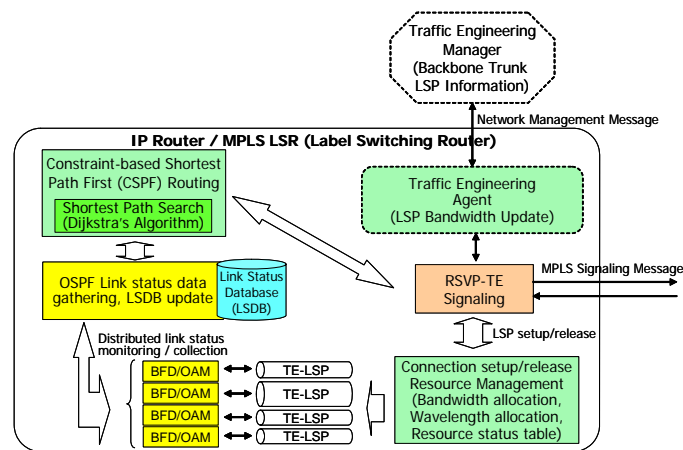 Traffic Engineering
Manager
(Backbone Trunk
LSP Information)
Network Management Message
IP Router / MPLS LSR (Label Switching Router)
Constraint-based Shortest
Path First (CSPF) Routing
Shortest Path Search
(Dijkstra's Algorithm)
Traffic Engineering
Agent
(LSP Bandwidth Update)
OSPF Link status data
gathering, LSDB update
Link Status
Database
(LSDB)
RSVP-TE
Signaling
MPLS Signaling Message
LSP setup/release
Distributed link status
monitoring / collection
BFD/OAM
TE-LSP
BFD/OAM
TE-LSP
BFD/OAM
TE-LSP
BFD/OAM
TE-LSP
Connection setup/release
Resource Management
(Bandwidth allocation,
Wavelength allocation,
Resource status table)